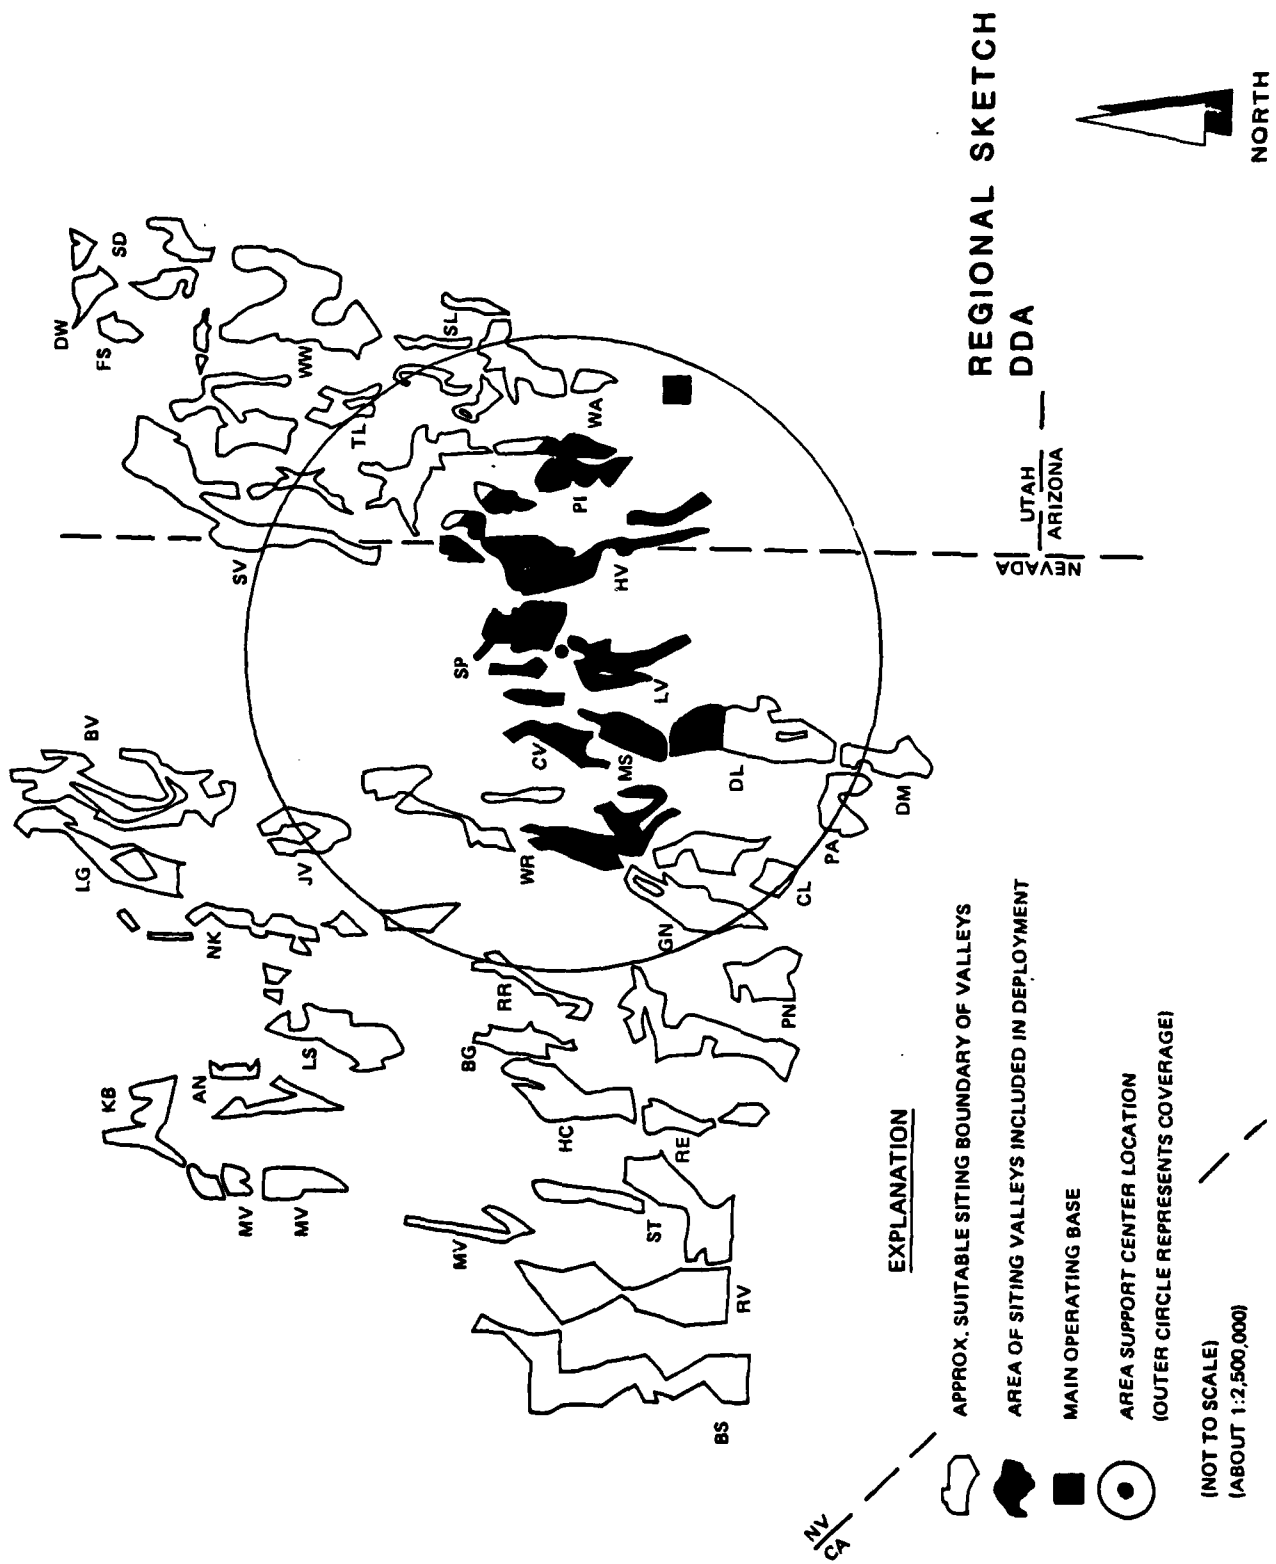 DW
SD
FS
WW
SL
TL
WA
SV
PI
HV
SP
LV
BV
CV
MS
DL
DM
LG
JV
WR
PA
CL
NK
GN
RR
PN
LS
BG
KB
AN
HC
RE
MV
MV
MV
ST
RV
BS
NEVADA
UTAH
ARIZONA
NV
CA
REGIONAL SKETCH
DDA
NORTH
EXPLANATION
APPROX. SUITABLE SITING BOUNDARY OF VALLEYS
AREA OF SITING VALLEYS INCLUDED IN DEPLOYMENT
MAIN OPERATING BASE
AREA SUPPORT CENTER LOCATION
(OUTER CIRCLE REPRESENTS COVERAGE)
(NOT TO SCALE)
(ABOUT 1:2,500,000)